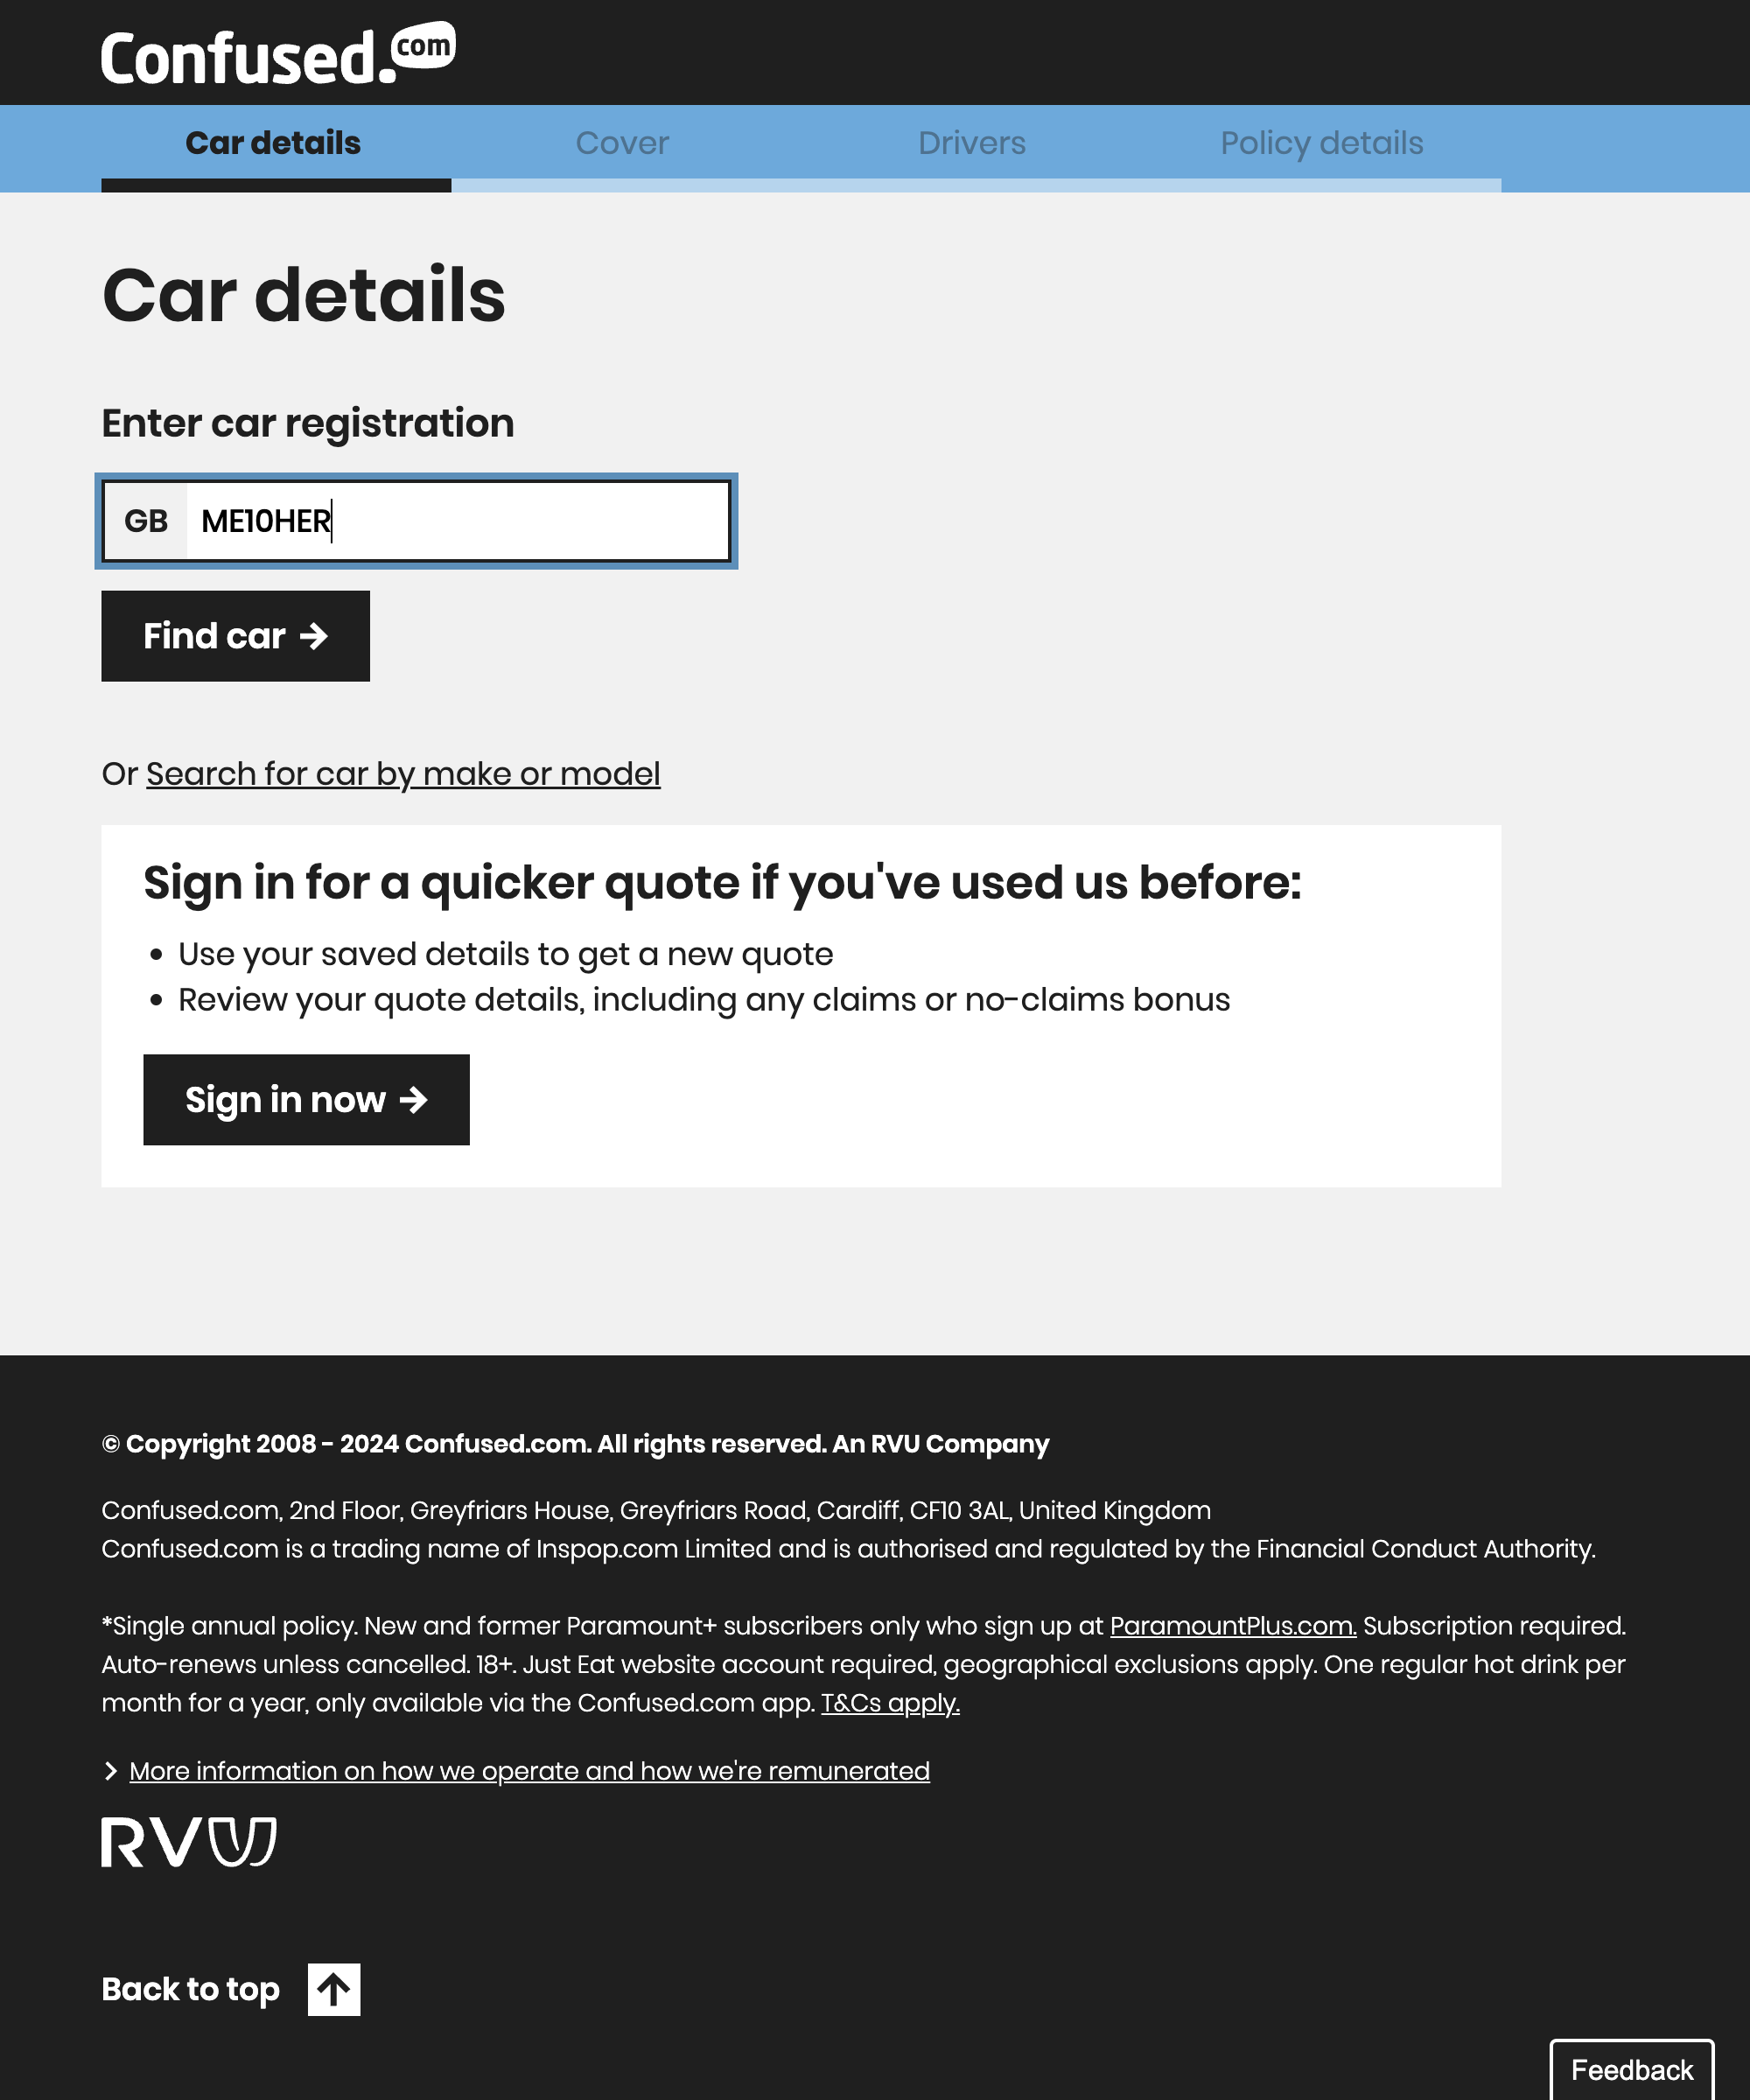 Confused.com
Car details
Cover
Drivers
Policy details
Car details
Enter car registration
GB
ME10HER
Find car →
Or Search for car by make or model
Sign in for a quicker quote if you've used us before:
• Use your saved details to get a new quote
• Review your quote details, including any claims or no-claims bonus
Sign in now →
© Copyright 2008 - 2024 Confused.com. All rights reserved. An RVU Company
Confused.com, 2nd Floor, Greyfriars House, Greyfriars Road, Cardiff, CF10 3AL, United Kingdom
Confused.com is a trading name of Inspop.com Limited and is authorised and regulated by the Financial Conduct Authority.
*Single annual policy. New and former Paramount+ subscribers only who sign up at ParamountPlus.com. Subscription required.
Auto-renews unless cancelled. 18+. Just Eat website account required, geographical exclusions apply. One regular hot drink per
month for a year, only available via the Confused.com app. T&Cs apply.
More information on how we operate and how we're remunerated
RVU
Back to top
Feedback